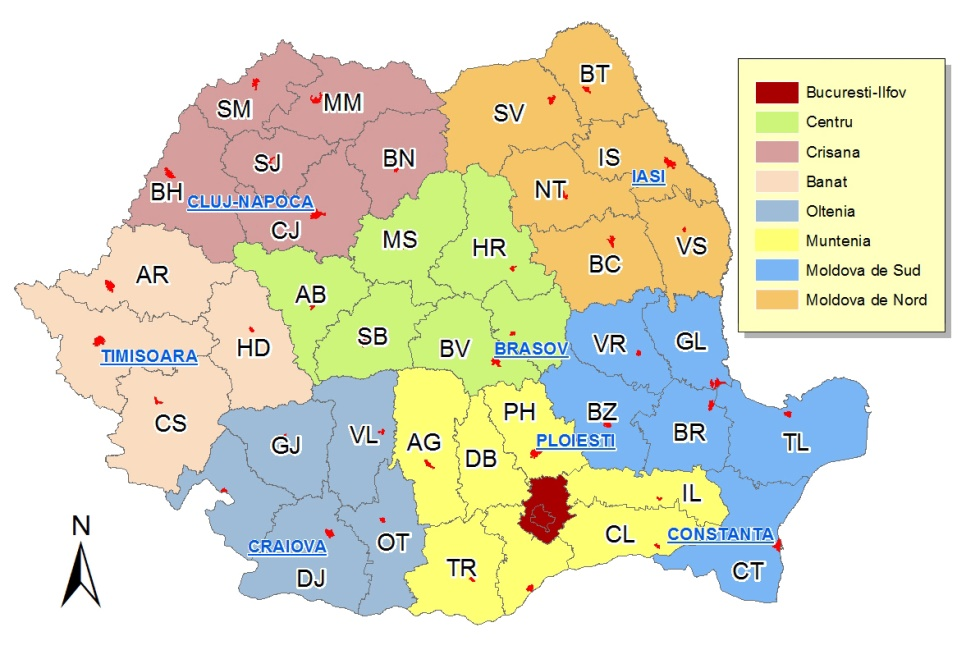 BT
SV
MM
SM
IS
SJ
BN
IASI
BH
NT
CLUJ-NAPOCA
CJ
MS
VS
HR
BC
AR
AB
SB
VR
GL
HD
BV
BRASOV
TIMISOARA
PH
BZ
CS
VL
BR
TL
AG
GJ
PLOIESTI
DB
IL
CL
CONSTANTA
OT
CRAIOVA
TR
CT
DJ
N
Bucuresti-Ilfov
Centru
Crisana
Banat
Oltenia
Muntenia
Moldova de Sud
Moldova de Nord